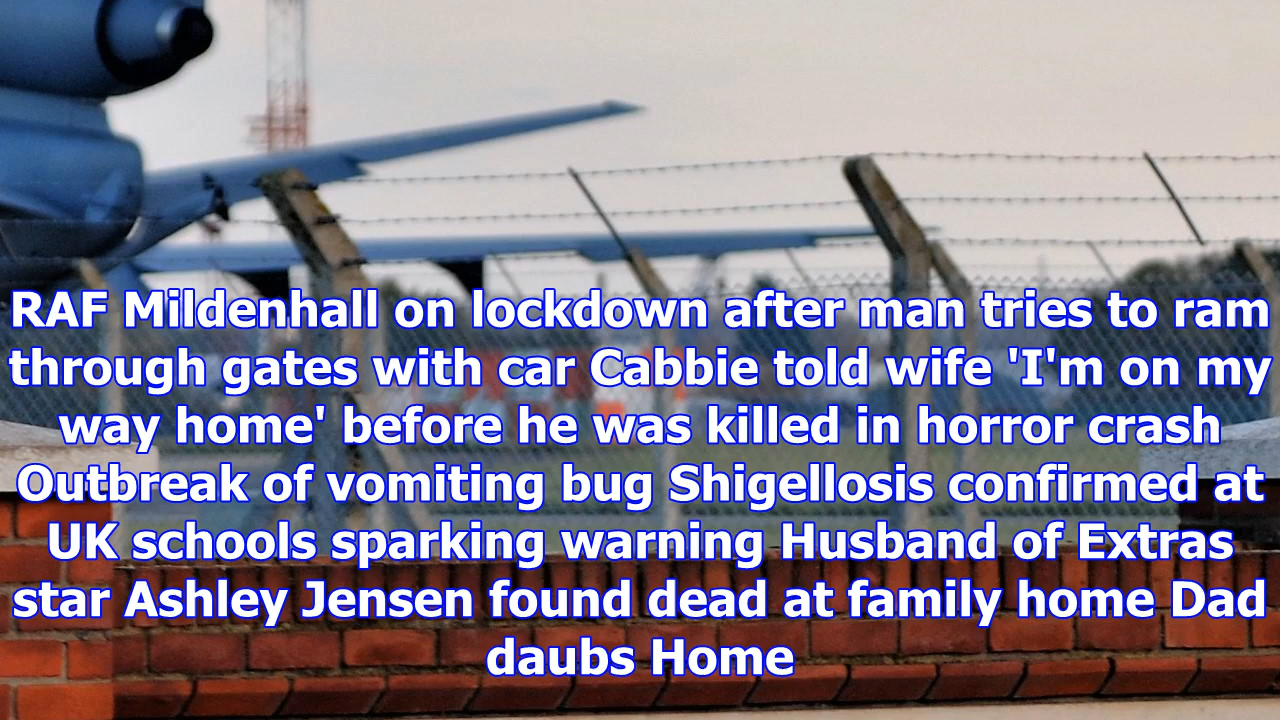 RAF Mildenhall on lockdown after man tries to ram
through gates with car Cabbie told wife 'I'm on my
way home' before he was killed in horror crash
Outbreak of vomiting bug Shigellosis confirmed at
UK schools sparking warning Husband of Extras
star Ashley Jensen found dead at family home Dad
daubs Home